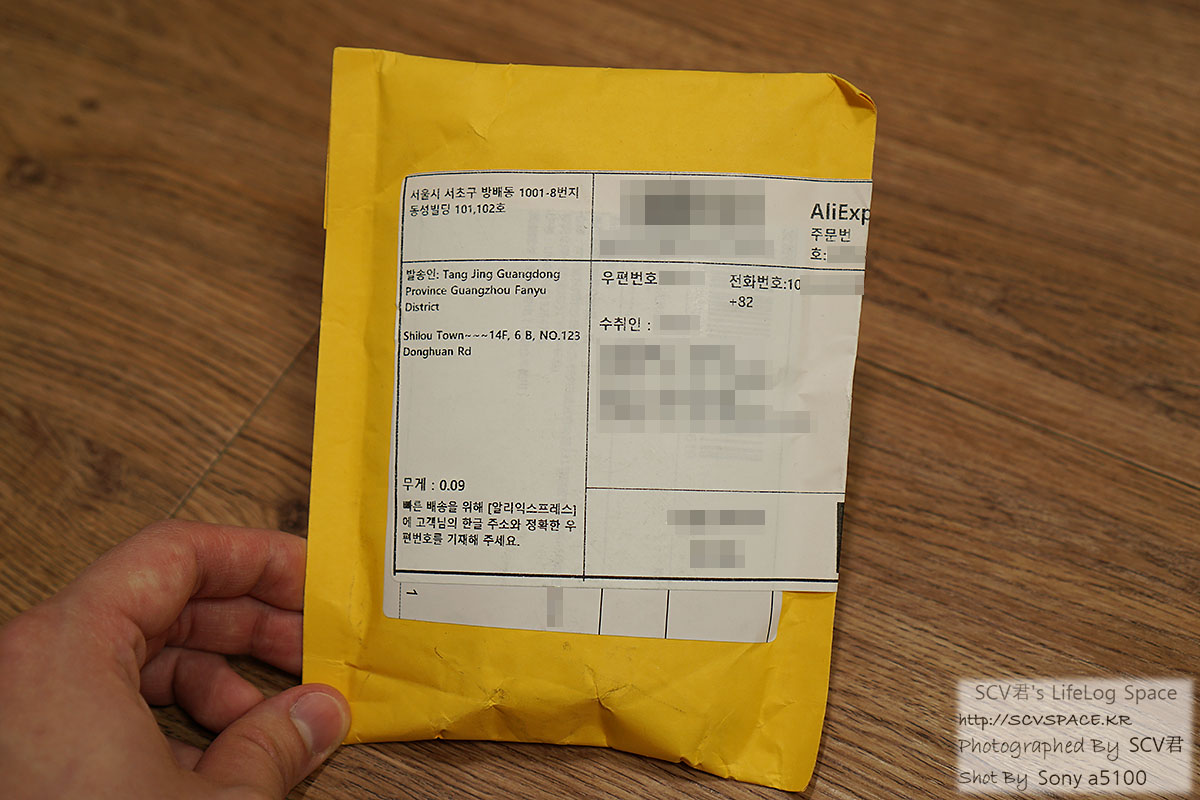 서울시 서초구 방배동 1001-8번지
동성빌딩 101,102호
AliExp
주문번
호:
발송인: Tang Jing Guangdong
Province Guangzhou Fanyu
District
Shilou Town~~~14F, 6 B, NO.123
Donghuan Rd
우편번호
전화번호:10
+82
수취인 :
무게 : 0.09
빠른 배송을 위해 [알리익스프레스]
에 고객님의 한글 주소와 정확한 우
편번호를 기재해 주세요.
1
SCV君's LifeLog Space
http://SCVSPACE.KR
Photographed By SCV君
Shot By Sony a5100